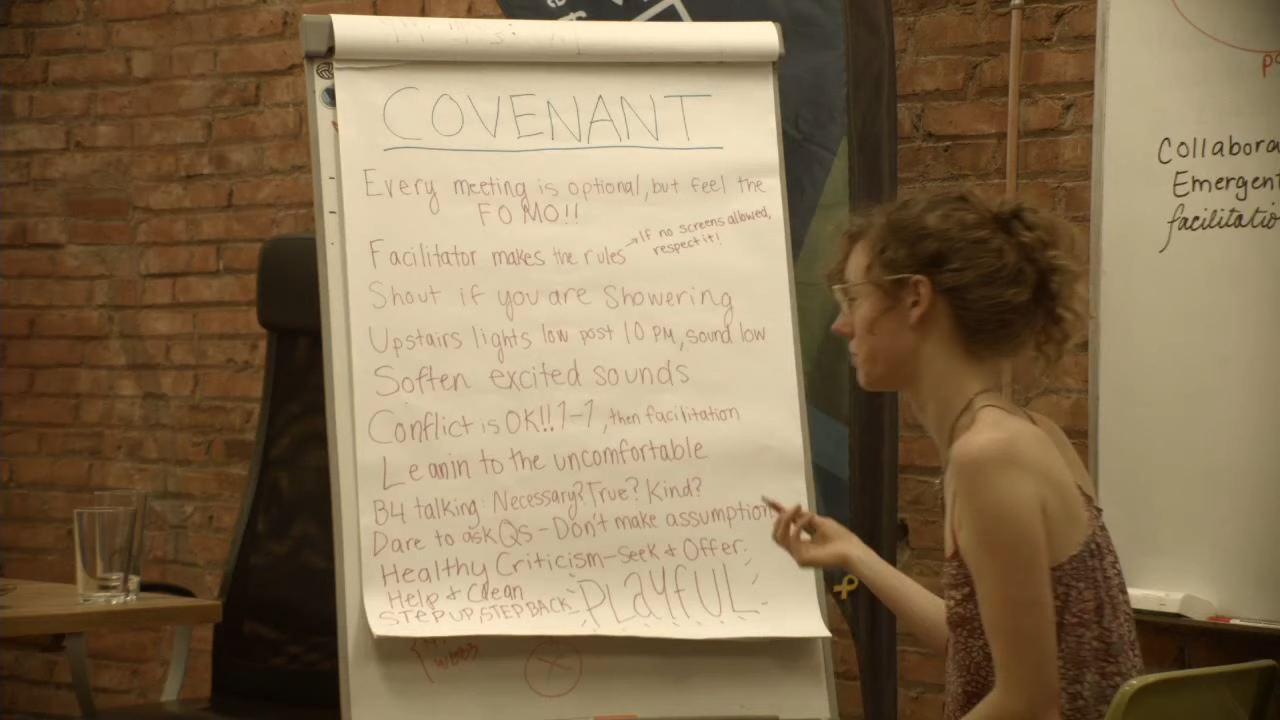 COVENANT
Every meeting is optional, but feel the
FOMO!!
Facilitator makes the rules
→If no screens allowed,
respect it!
Shout if you are Showering
Upstairs lights low post 10 PM, sound low
Soften excited sounds
Conflict is OK!! 1-1, then facilitation
Lean in to the uncomfortable
B4 talking: Necessary? True? Kind?
Dare to ask Qs - Don't make assumption
Healthy Criticism - Seek + Offer.
Help + Clean
STEP UP, STEP BACK
PLaYfUL
Collabora
Emergent
facilitatio